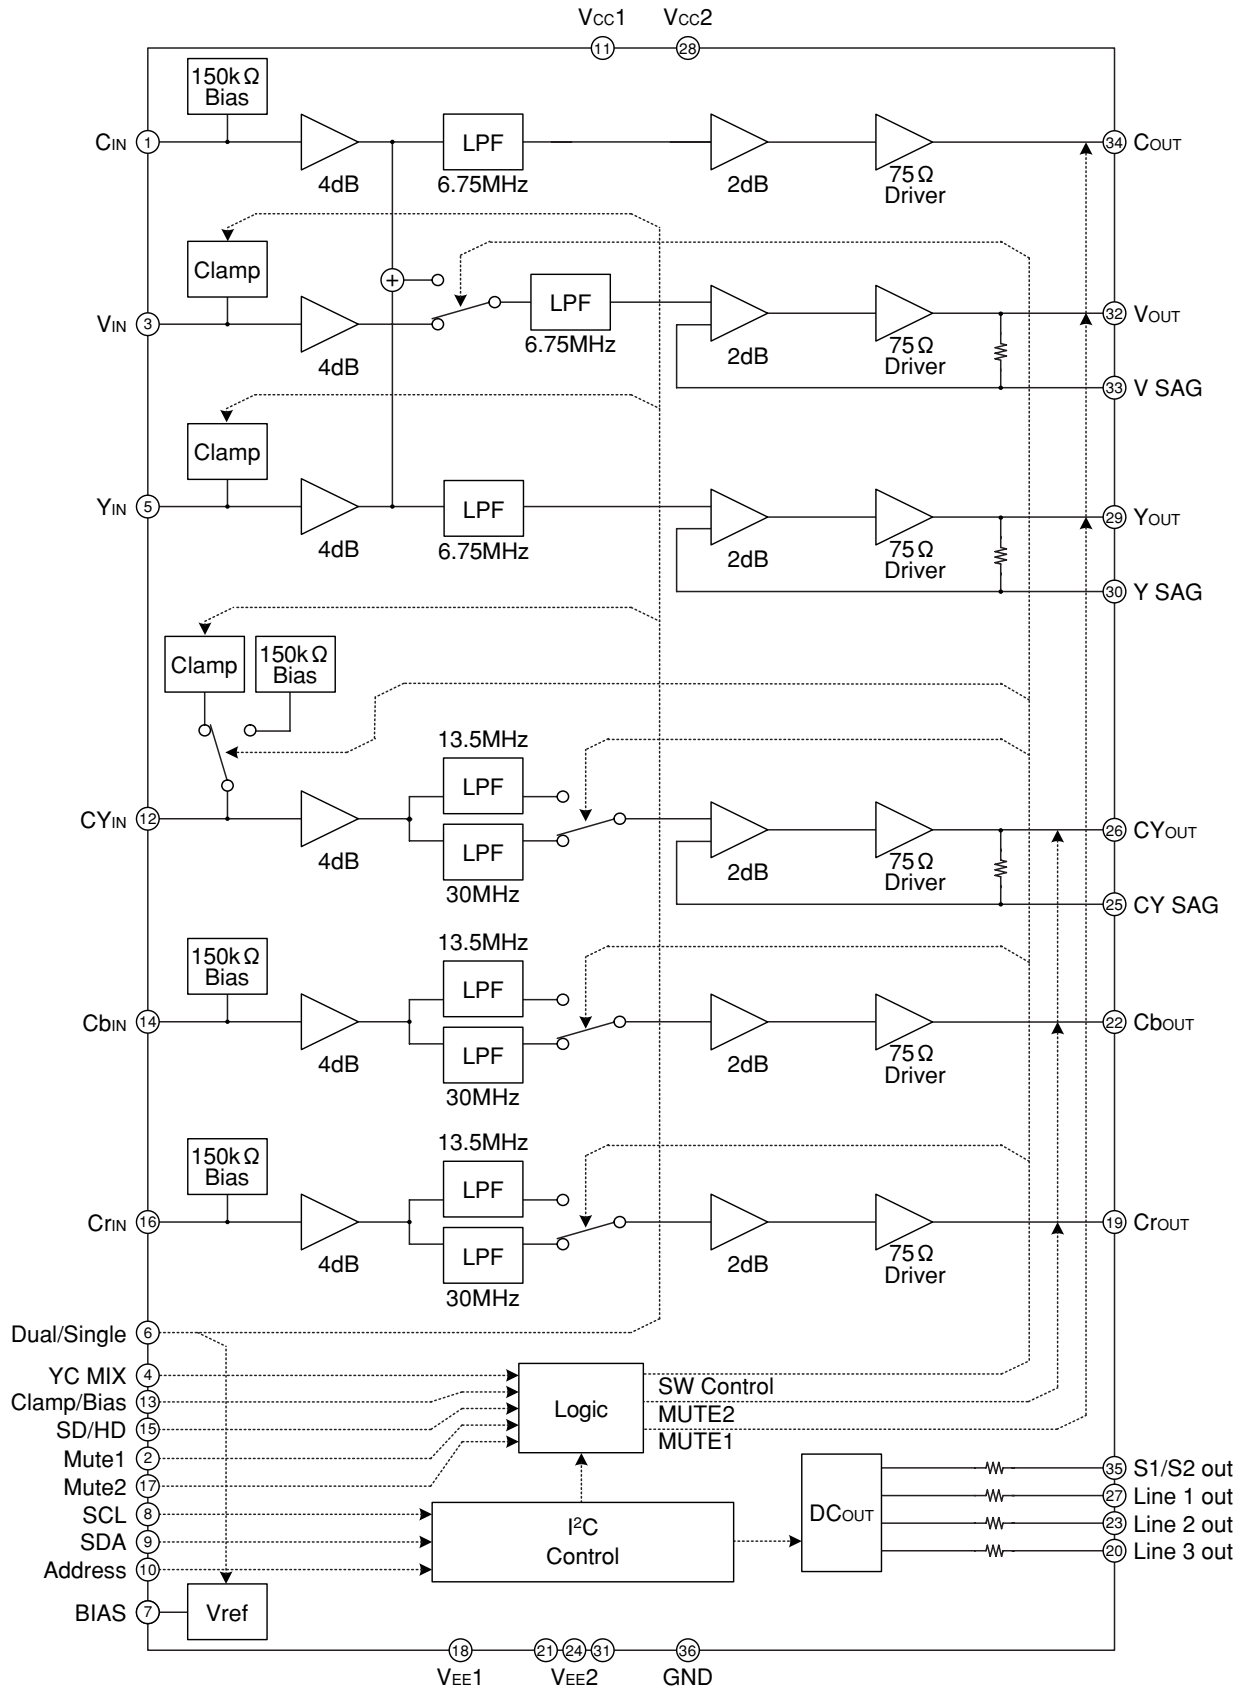 VCC1 VCC2
11 28
150kΩ
Bias
CIN 1
4dB
LPF
6.75MHz
2dB
75Ω
Driver
34 COUT
Clamp
+
VIN 3
4dB
LPF
6.75MHz
2dB
75Ω
Driver
32 VOUT
33 V SAG
Clamp
YIN 5
4dB
LPF
6.75MHz
2dB
75Ω
Driver
29 YOUT
30 Y SAG
Clamp
150kΩ
Bias
CYIN 12
4dB
13.5MHz
LPF
LPF
30MHz
2dB
75Ω
Driver
26 CYOUT
25 CY SAG
150kΩ
Bias
CbIN 14
4dB
13.5MHz
LPF
LPF
30MHz
2dB
75Ω
Driver
22 CbOUT
150kΩ
Bias
CrIN 16
4dB
13.5MHz
LPF
LPF
30MHz
2dB
75Ω
Driver
19 CrOUT
Dual/Single 6
YC MIX 4
Clamp/Bias 13
SD/HD 15
Mute1 2
Mute2 17
SCL 8
SDA 9
Address 10
BIAS 7
Logic
SW Control
MUTE2
MUTE1
I²C
Control
DCOUT
35 S1/S2 out
27 Line 1 out
23 Line 2 out
20 Line 3 out
Vref
18 21 24 31 36
VEE1 VEE2 GND